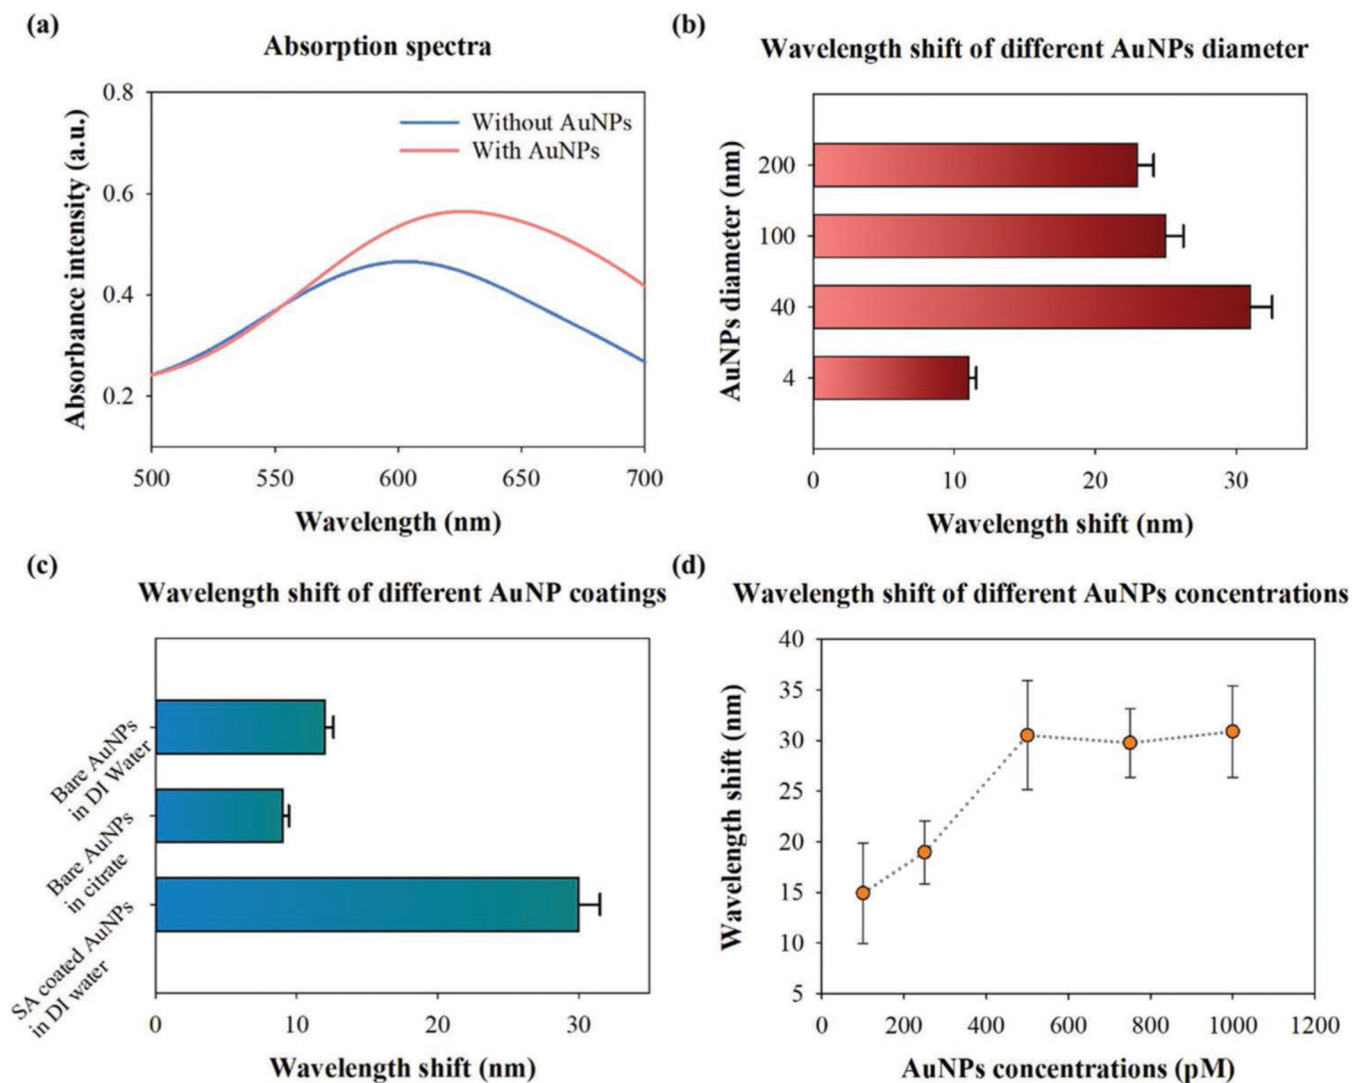 (a)
Absorption spectra
0.8
0.6
0.4
0.2
Absorbance intensity (a.u.)
Without AuNPs
With AuNPs
500 550 600 650 700
Wavelength (nm)
(b)
Wavelength shift of different AuNPs diameter
200
100
40
4
AuNPs diameter (nm)
0 10 20 30
Wavelength shift (nm)
(c)
Wavelength shift of different AuNP coatings
Bare AuNPs
in DI Water
Bare AuNPs
in citrate
SA coated AuNPs
in DI water
0 10 20 30
Wavelength shift (nm)
(d)
Wavelength shift of different AuNPs concentrations
40
35
30
25
20
15
10
5
Wavelength shift (nm)
0 200 400 600 800 1000 1200
AuNPs concentrations (pM)